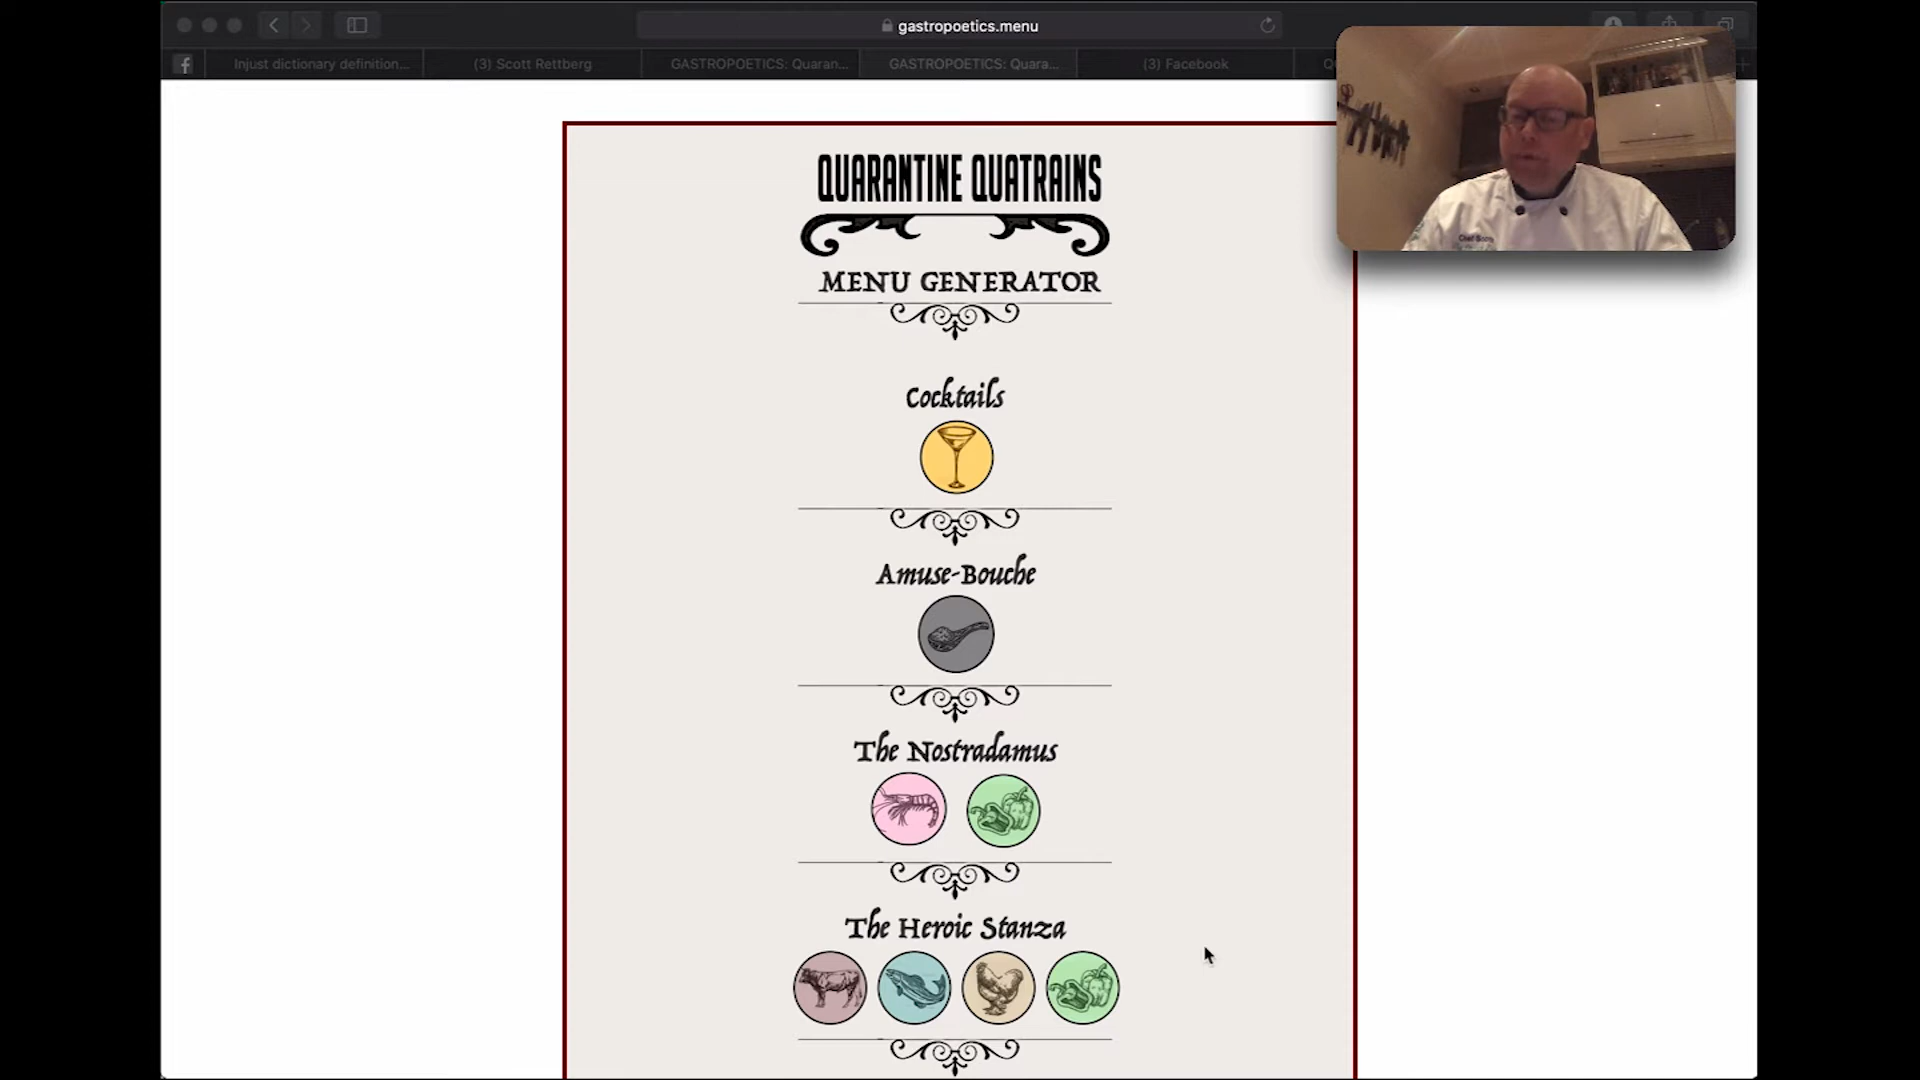 gastropoetics.menu
Injust dictionary definition...
(3) Scott Rettberg
GASTROPOETICS: Quaran...
GASTROPOETICS: Quara...
(3) Facebook
QUARANTINE QUATRAINS
MENU GENERATOR
Cocktails
Amuse-Bouche
The Nostradamus
The Heroic Stanza